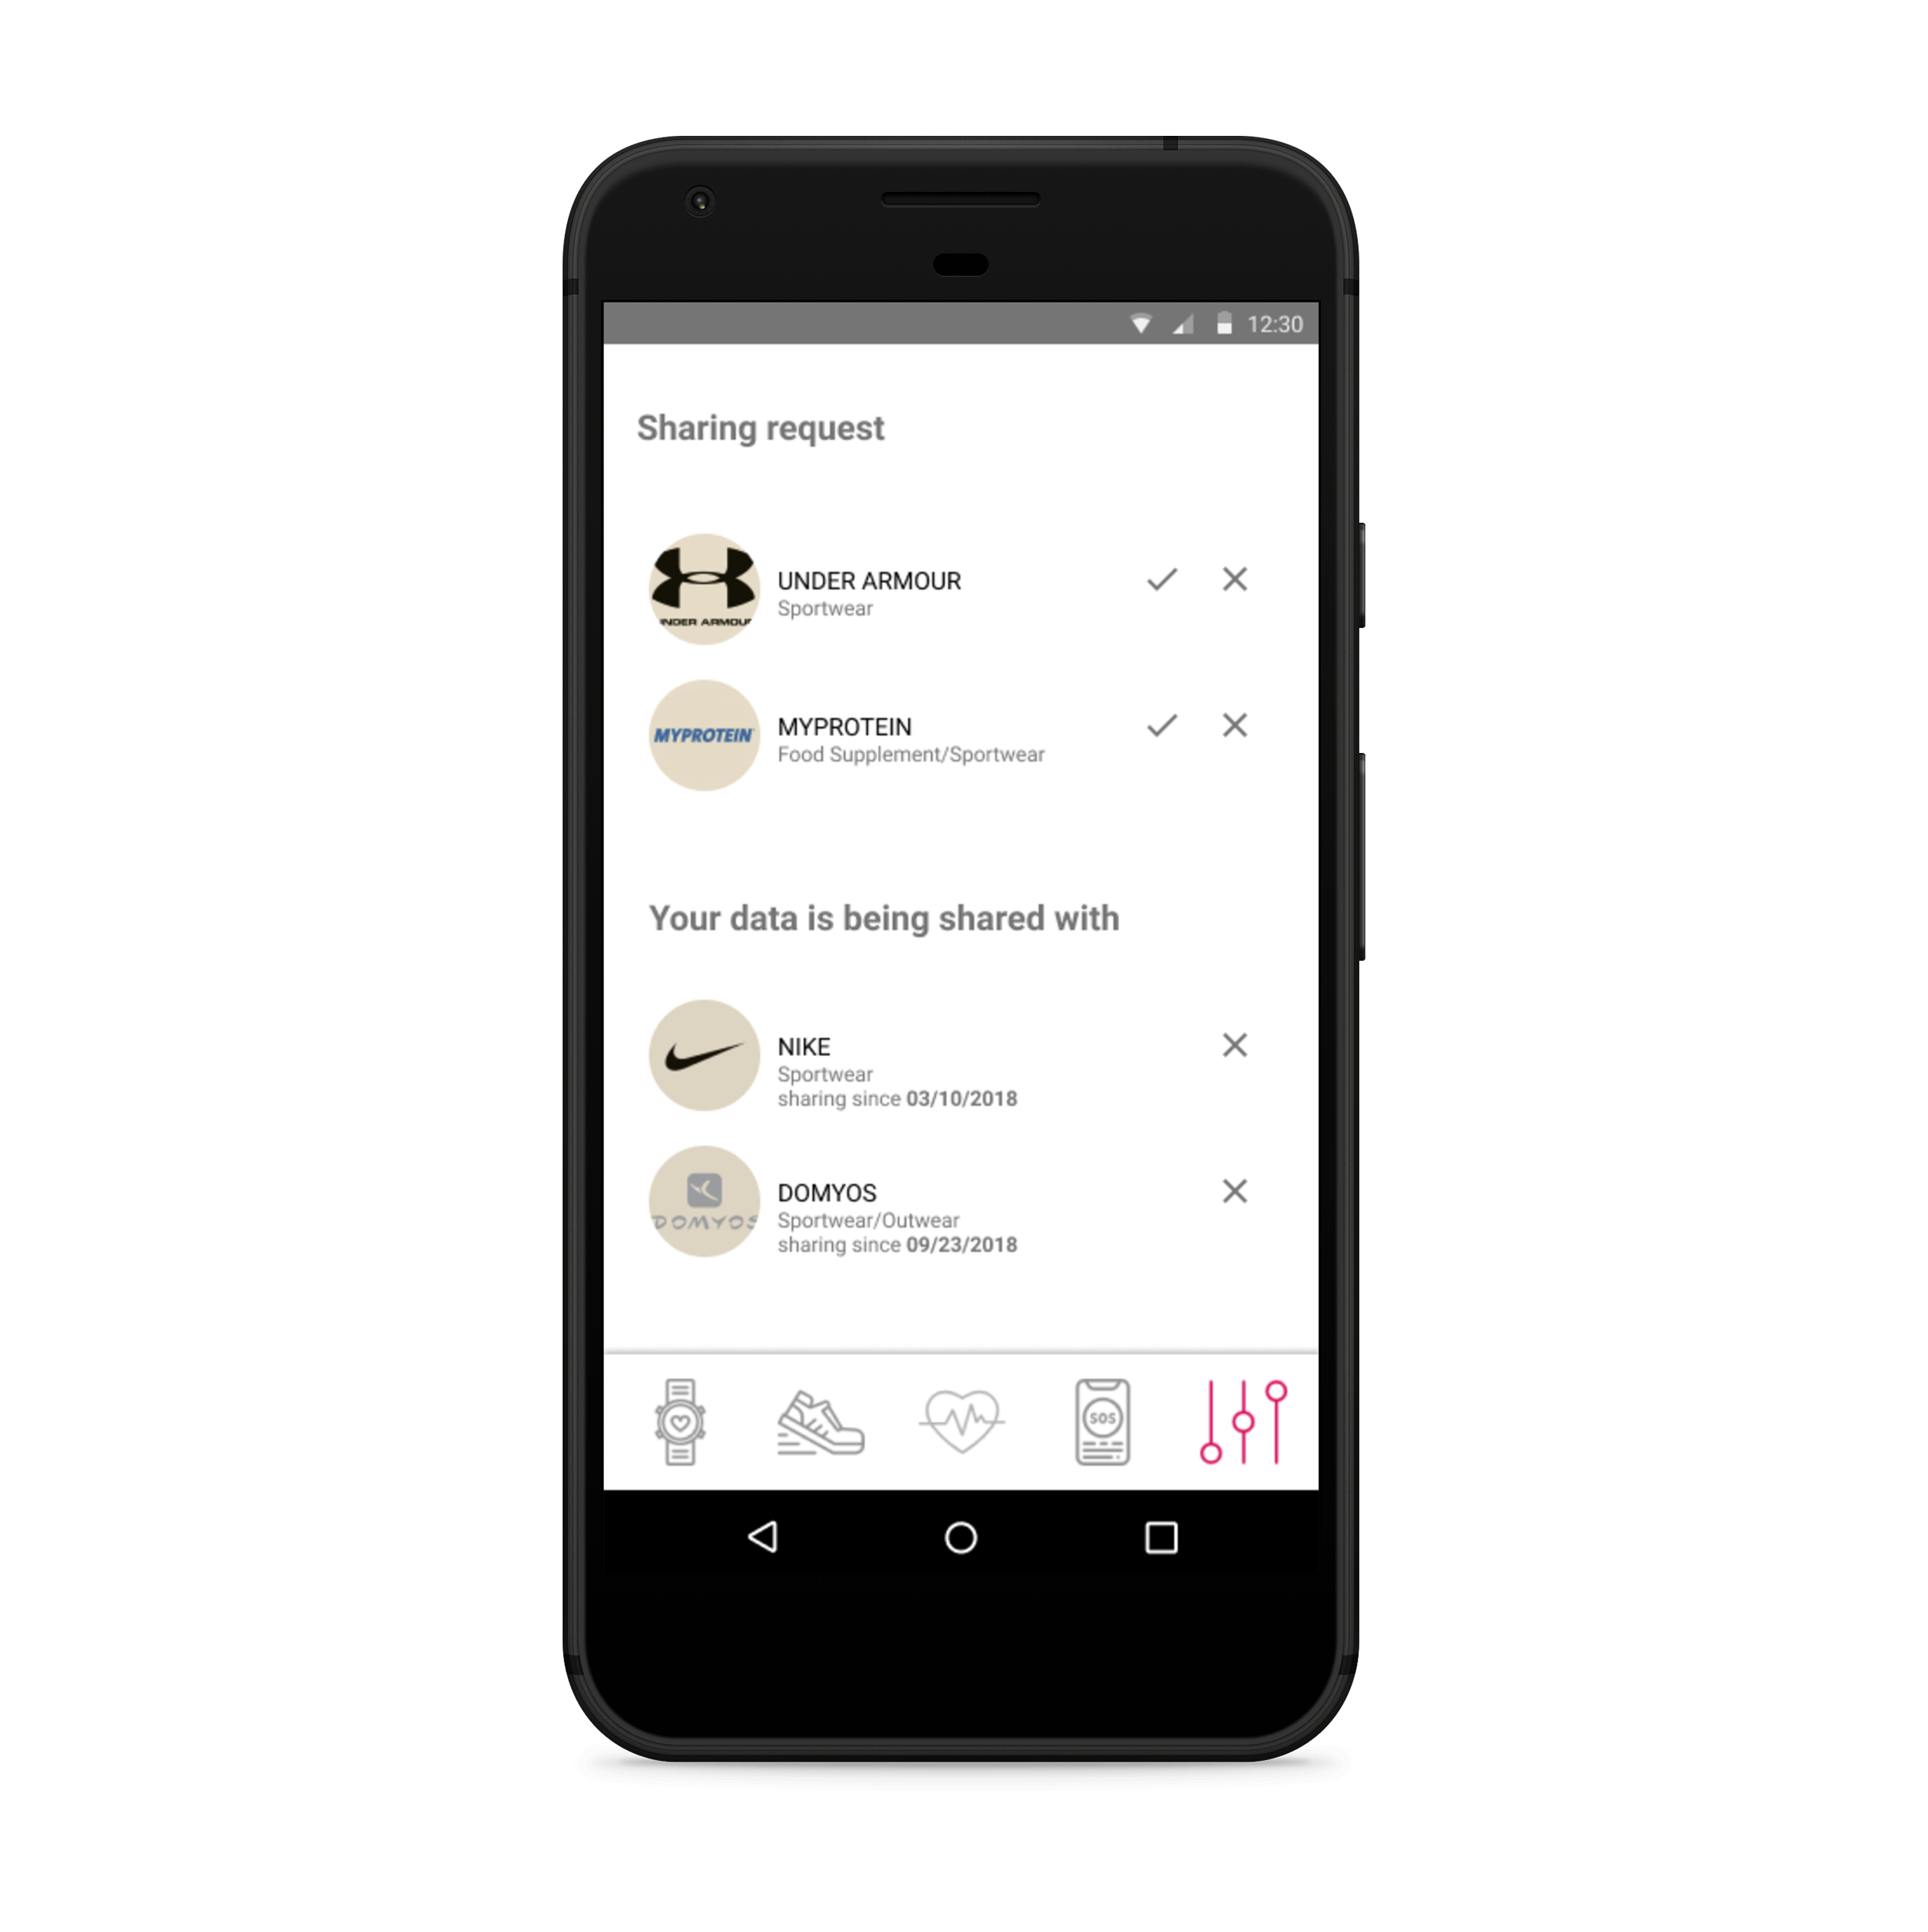 12:30
Sharing request
UNDER ARMOUR
UNDER ARMOUR
Sportwear
MYPROTEIN
MYPROTEIN
Food Supplement/Sportwear
Your data is being shared with
NIKE
Sportwear
sharing since 03/10/2018
DOMYOS
DOMYOS
Sportwear/Outwear
sharing since 09/23/2018
SOS